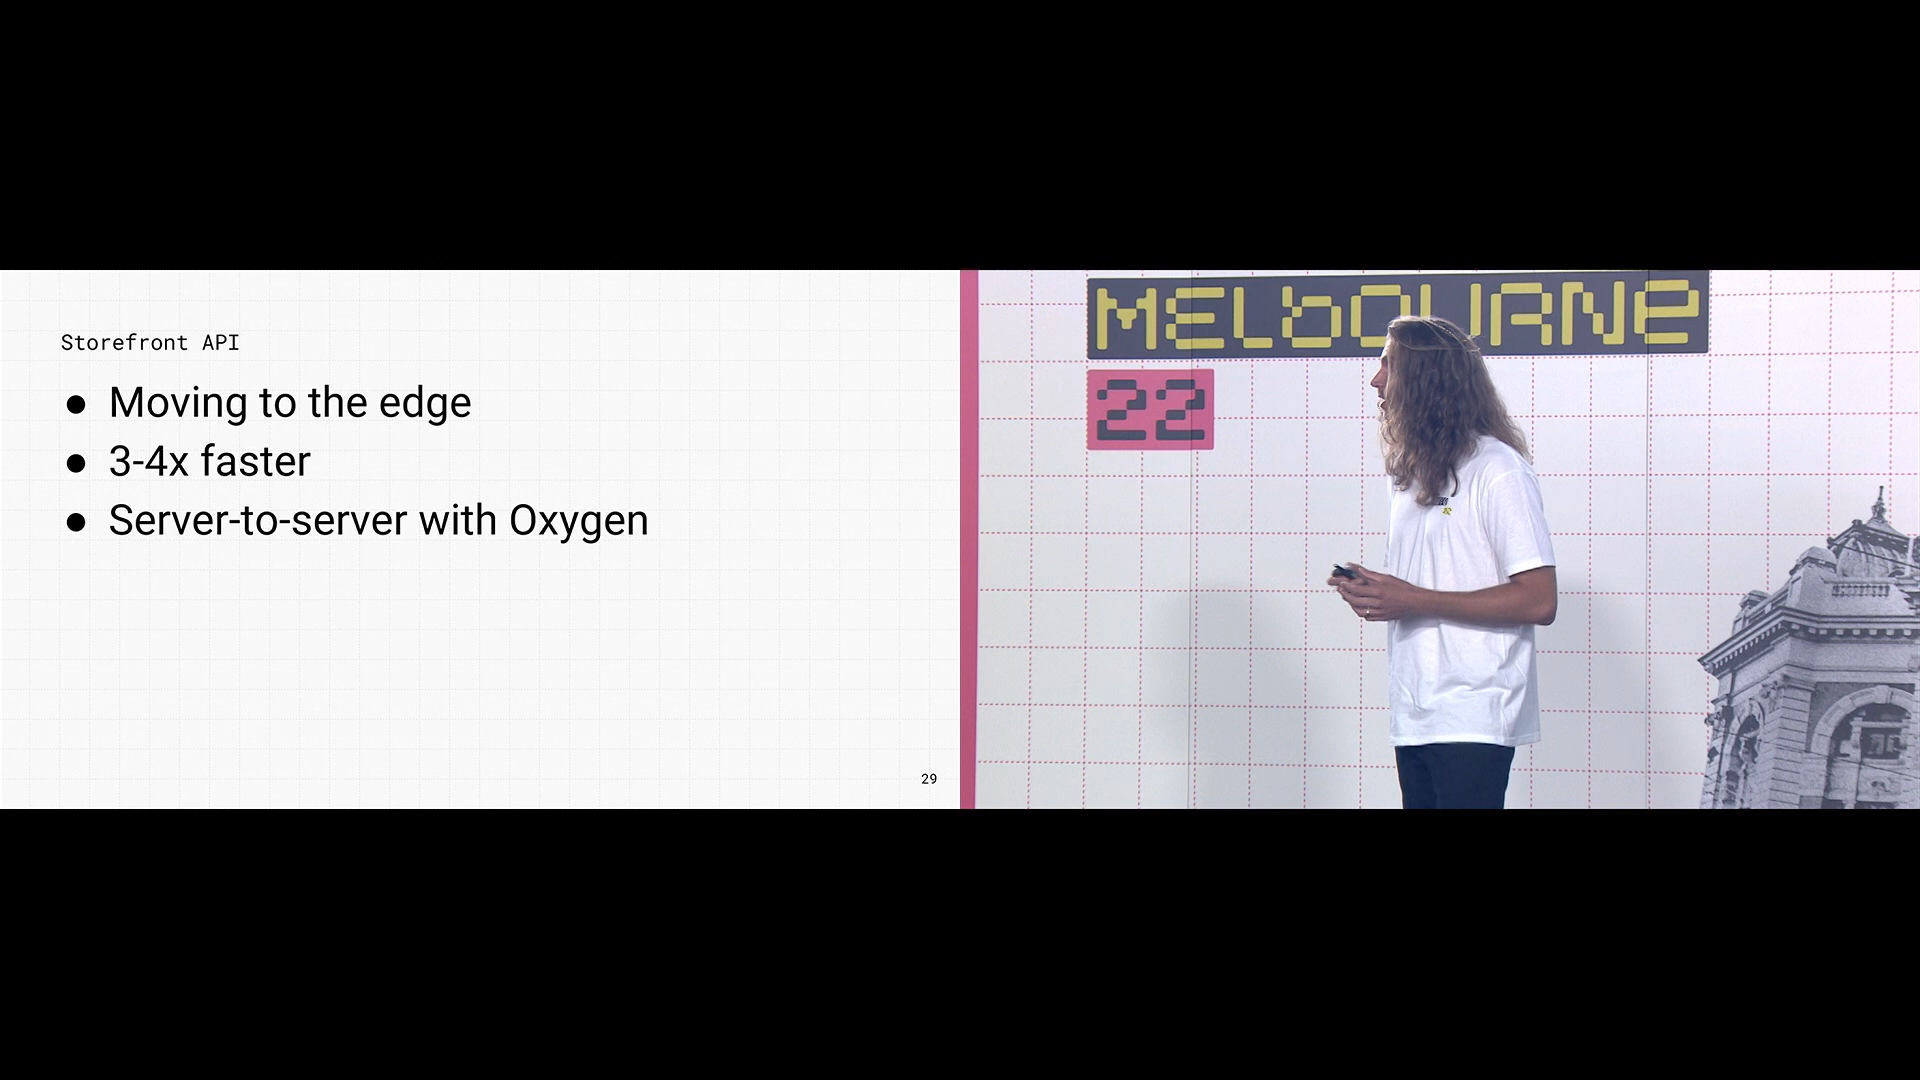 Storefront API
● Moving to the edge
● 3-4x faster
● Server-to-server with Oxygen
29
MELbOURNE
22